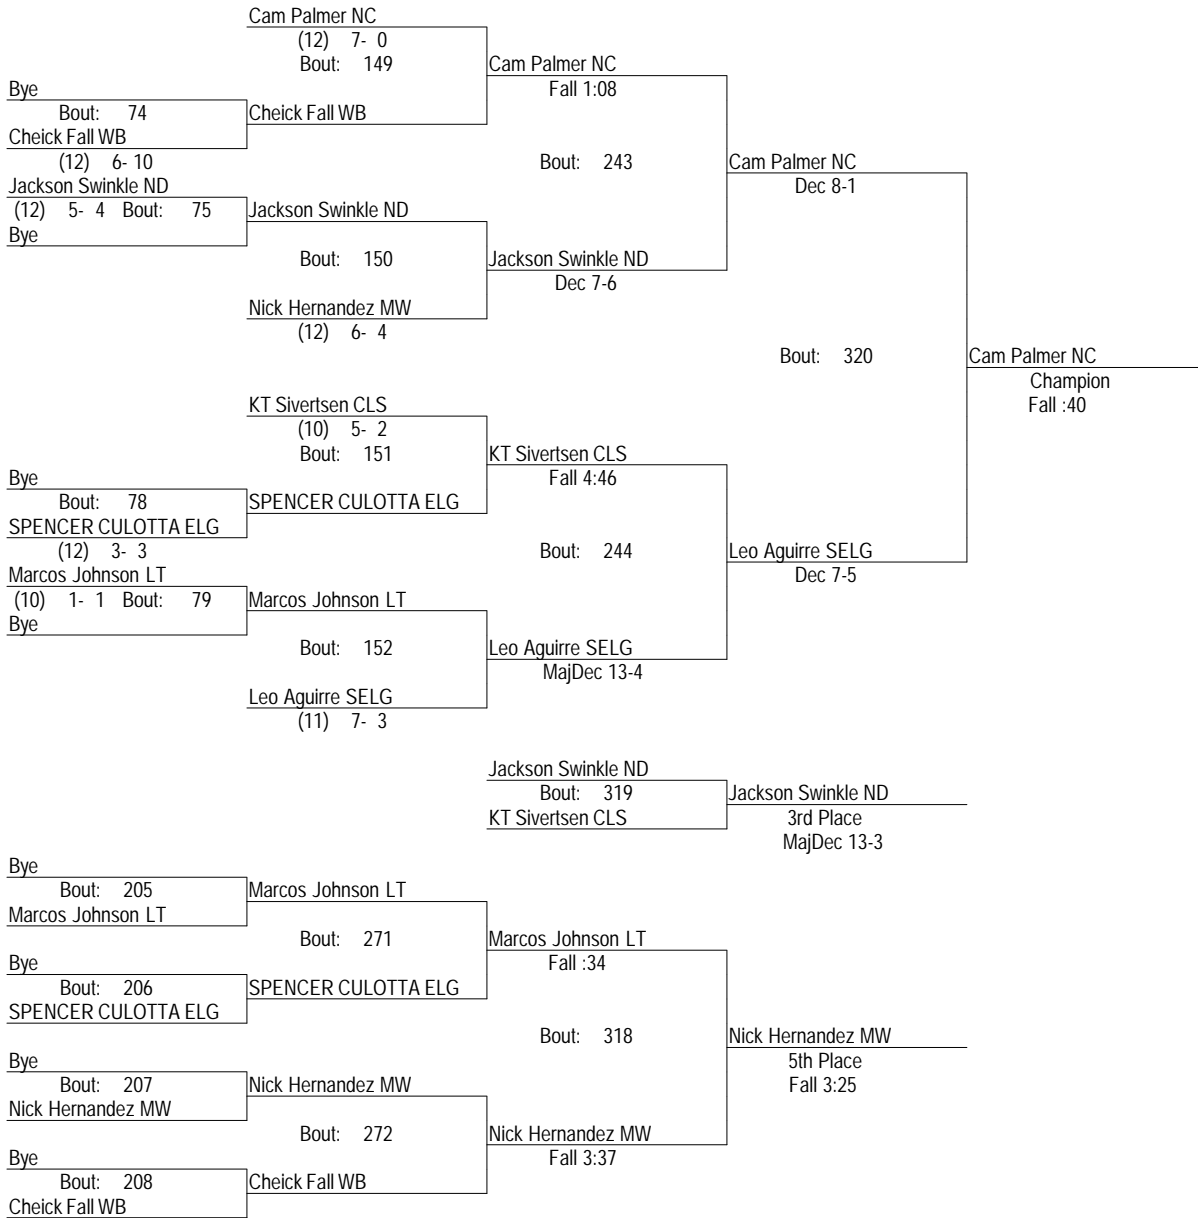 Cam Palmer NC
(12) 7- 0
Bout: 149
Cam Palmer NC
Fall 1:08
Bye
Bout: 74
Cheick Fall WB
Cheick Fall WB
(12) 6- 10
Bout: 243
Cam Palmer NC
Dec 8-1
Jackson Swinkle ND
(12) 5- 4 Bout: 75
Jackson Swinkle ND
Bye
Bout: 150
Jackson Swinkle ND
Dec 7-6
Nick Hernandez MW
(12) 6- 4
Bout: 320
Cam Palmer NC
Champion
Fall :40
KT Sivertsen CLS
(10) 5- 2
Bout: 151
KT Sivertsen CLS
Fall 4:46
Bye
Bout: 78
SPENCER CULOTTA ELG
SPENCER CULOTTA ELG
(12) 3- 3
Bout: 244
Leo Aguirre SELG
Dec 7-5
Marcos Johnson LT
(10) 1- 1 Bout: 79
Marcos Johnson LT
Bye
Bout: 152
Leo Aguirre SELG
MajDec 13-4
Leo Aguirre SELG
(11) 7- 3
Jackson Swinkle ND
Bout: 319
Jackson Swinkle ND
KT Sivertsen CLS
3rd Place
MajDec 13-3
Bye
Bout: 205
Marcos Johnson LT
Marcos Johnson LT
Bout: 271
Marcos Johnson LT
Fall :34
Bye
Bout: 206
SPENCER CULOTTA ELG
SPENCER CULOTTA ELG
Bout: 318
Nick Hernandez MW
5th Place
Fall 3:25
Bye
Bout: 207
Nick Hernandez MW
Nick Hernandez MW
Bout: 272
Nick Hernandez MW
Fall 3:37
Bye
Bout: 208
Cheick Fall WB
Cheick Fall WB